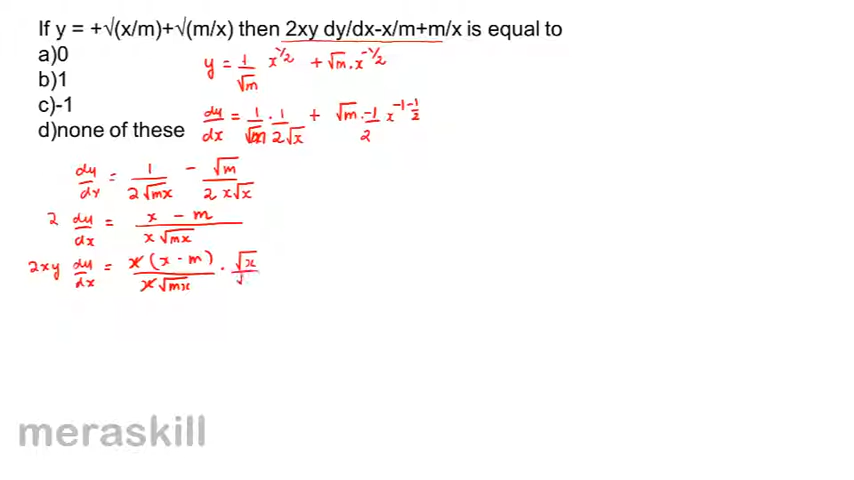 If y = +√(x/m)+√(m/x) then 2xy dy/dx-x/m+m/x is equal to
a)0
b)1
c)-1
d)none of these
y = 1/√m x^1/2 + √m · x^-1/2
dy/dx = 1/√m · 1/2√x + √m · -1/2 x^-1-1/2
dy/dx = 1/2√mx - √m/2x√x
2 dy/dx = x - m/x√mx
2xy dy/dx = x(x - m)/x√mx · √x/√
meraskill